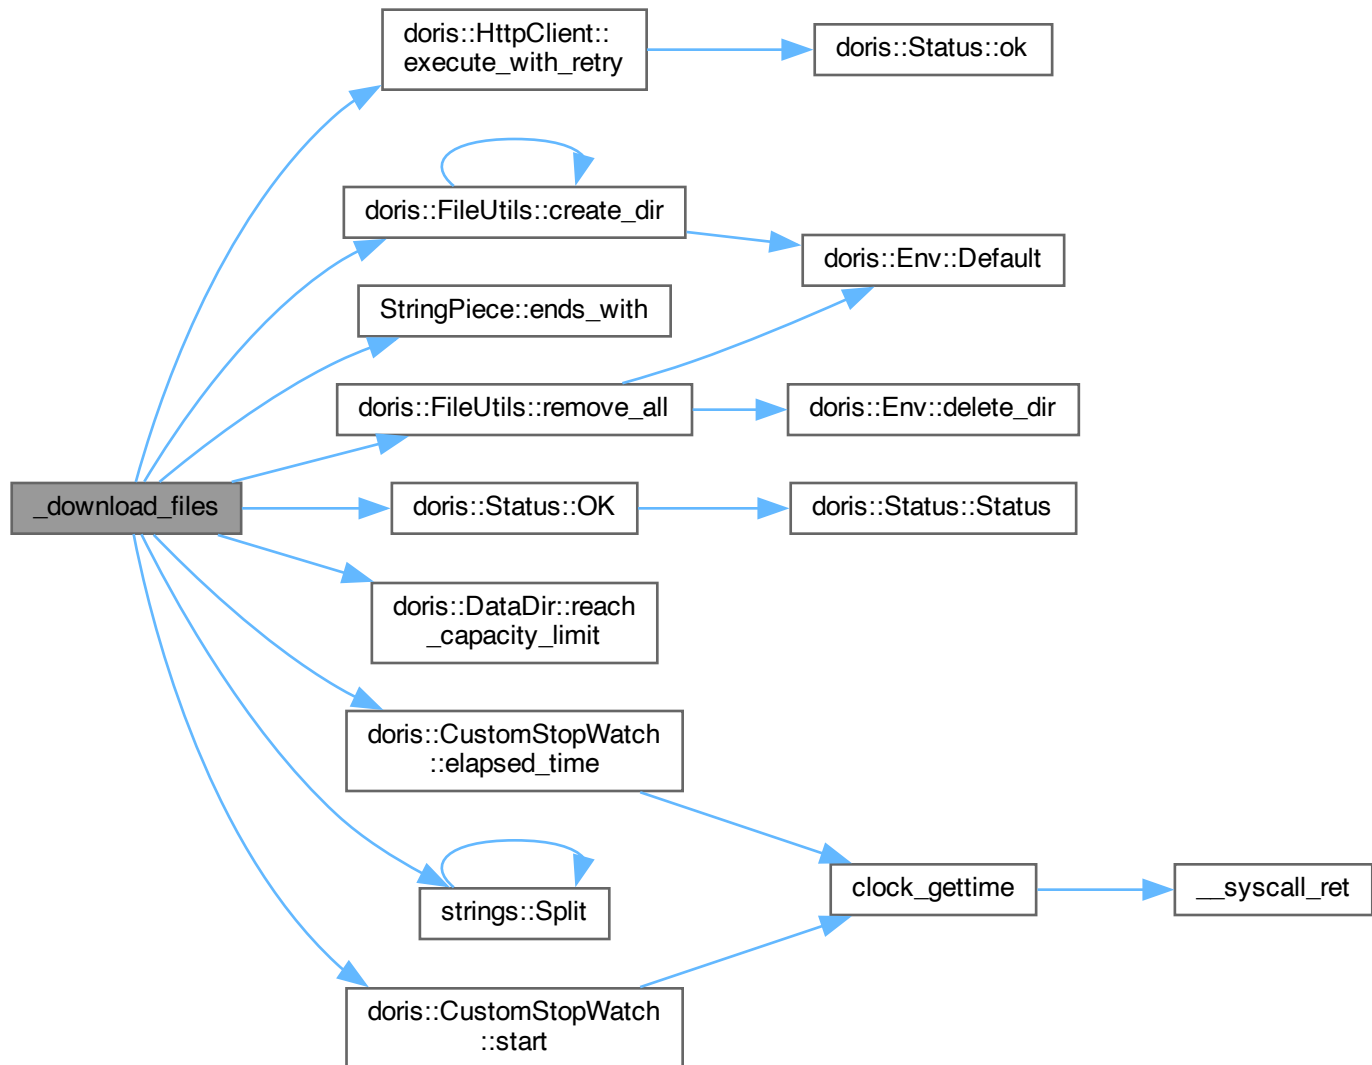 doris::HttpClient::
execute_with_retry
doris::Status::ok
doris::FileUtils::create_dir
doris::Env::Default
StringPiece::ends_with
doris::FileUtils::remove_all
doris::Env::delete_dir
_download_files
doris::Status::OK
doris::Status::Status
doris::DataDir::reach
_capacity_limit
doris::CustomStopWatch
::elapsed_time
clock_gettime
__syscall_ret
strings::Split
doris::CustomStopWatch
::start